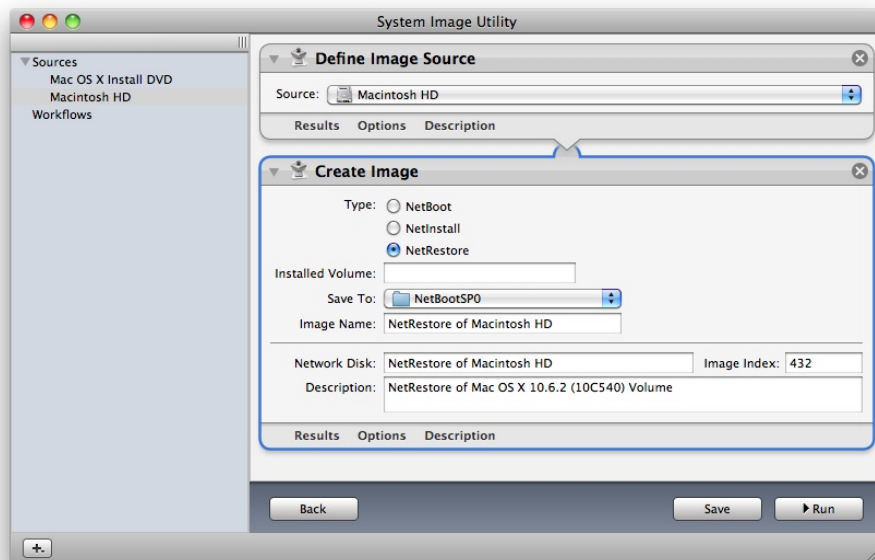 System Image Utility
Sources
Mac OS X Install DVD
Macintosh HD
Workflows
Define Image Source
Source: Macintosh HD
Results Options Description
Create Image
Type: NetBoot
NetInstall
NetRestore
Installed Volume:
Save To: NetBootSP0
Image Name: NetRestore of Macintosh HD
Network Disk: NetRestore of Macintosh HD Image Index: 432
Description: NetRestore of Mac OS X 10.6.2 (10C540) Volume
Results Options Description
Back Save Run